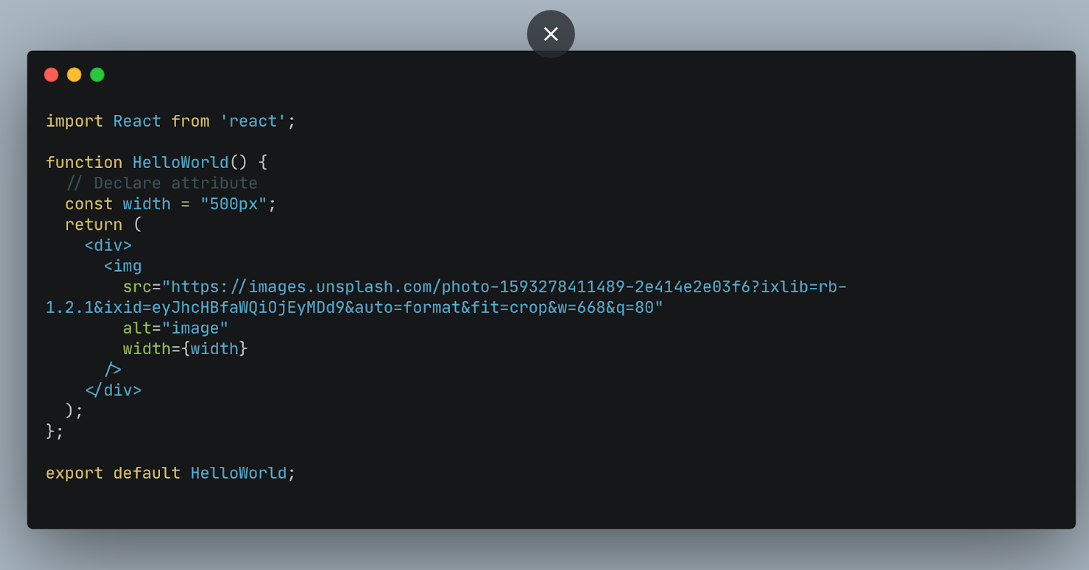 import React from 'react';
function HelloWorld() {
  // Declare attribute
  const width = "500px";
  return (
    <div>
      <img
        src="https://images.unsplash.com/photo-1593278411489-2e414e2e03f6?ixlib=rb-
1.2.1&ixid=eyJhcHBfaWQiOjEyMDd9&auto=format&fit=crop&w=668&q=80"
        alt="image"
        width={width}
      />
    </div>
  );
};
export default HelloWorld;